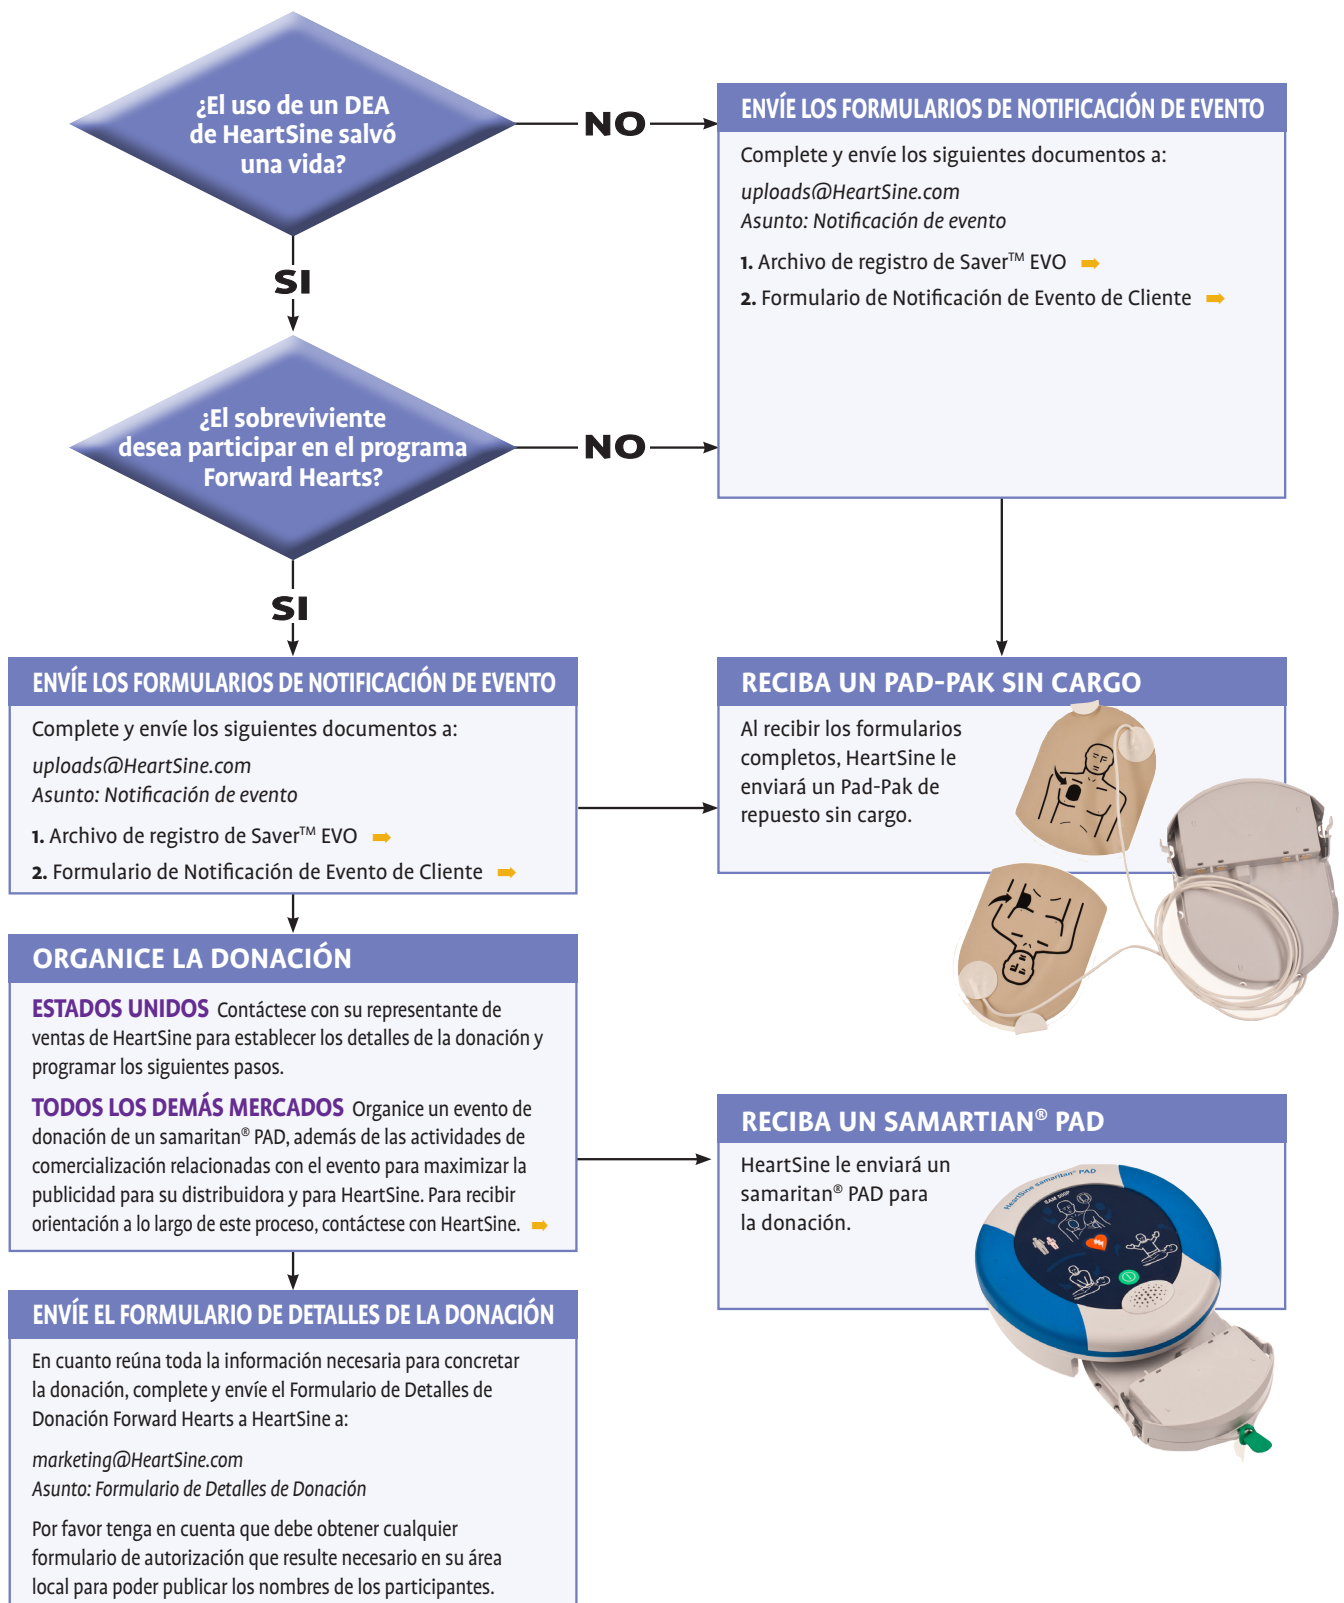 ¿El uso de un DEA
de HeartSine salvó
una vida?
NO
ENVÍE LOS FORMULARIOS DE NOTIFICACIÓN DE EVENTO
Complete y envíe los siguientes documentos a:
uploads@HeartSine.com
Asunto: Notificación de evento
1. Archivo de registro de Saver™ EVO ➡
2. Formulario de Notificación de Evento de Cliente ➡
SI
¿El sobreviviente
desea participar en el programa
Forward Hearts?
NO
SI
ENVÍE LOS FORMULARIOS DE NOTIFICACIÓN DE EVENTO
Complete y envíe los siguientes documentos a:
uploads@HeartSine.com
Asunto: Notificación de evento
1. Archivo de registro de Saver™ EVO ➡
2. Formulario de Notificación de Evento de Cliente ➡
RECIBA UN PAD-PAK SIN CARGO
Al recibir los formularios
completos, HeartSine le
enviará un Pad-Pak de
repuesto sin cargo.
ORGANICE LA DONACIÓN
ESTADOS UNIDOS Contáctese con su representante de
ventas de HeartSine para establecer los detalles de la donación y
programar los siguientes pasos.
TODOS LOS DEMÁS MERCADOS Organice un evento de
donación de un samaritan® PAD, además de las actividades de
comercialización relacionadas con el evento para maximizar la
publicidad para su distribuidora y para HeartSine. Para recibir
orientación a lo largo de este proceso, contáctese con HeartSine. ➡
RECIBA UN SAMARTIAN® PAD
HeartSine le enviará un
samaritan® PAD para
la donación.
HeartSine samaritan® PAD
SAM 500P
ENVÍE EL FORMULARIO DE DETALLES DE LA DONACIÓN
En cuanto reúna toda la información necesaria para concretar
la donación, complete y envíe el Formulario de Detalles de
Donación Forward Hearts a HeartSine a:
marketing@HeartSine.com
Asunto: Formulario de Detalles de Donación
Por favor tenga en cuenta que debe obtener cualquier
formulario de autorización que resulte necesario en su área
local para poder publicar los nombres de los participantes.